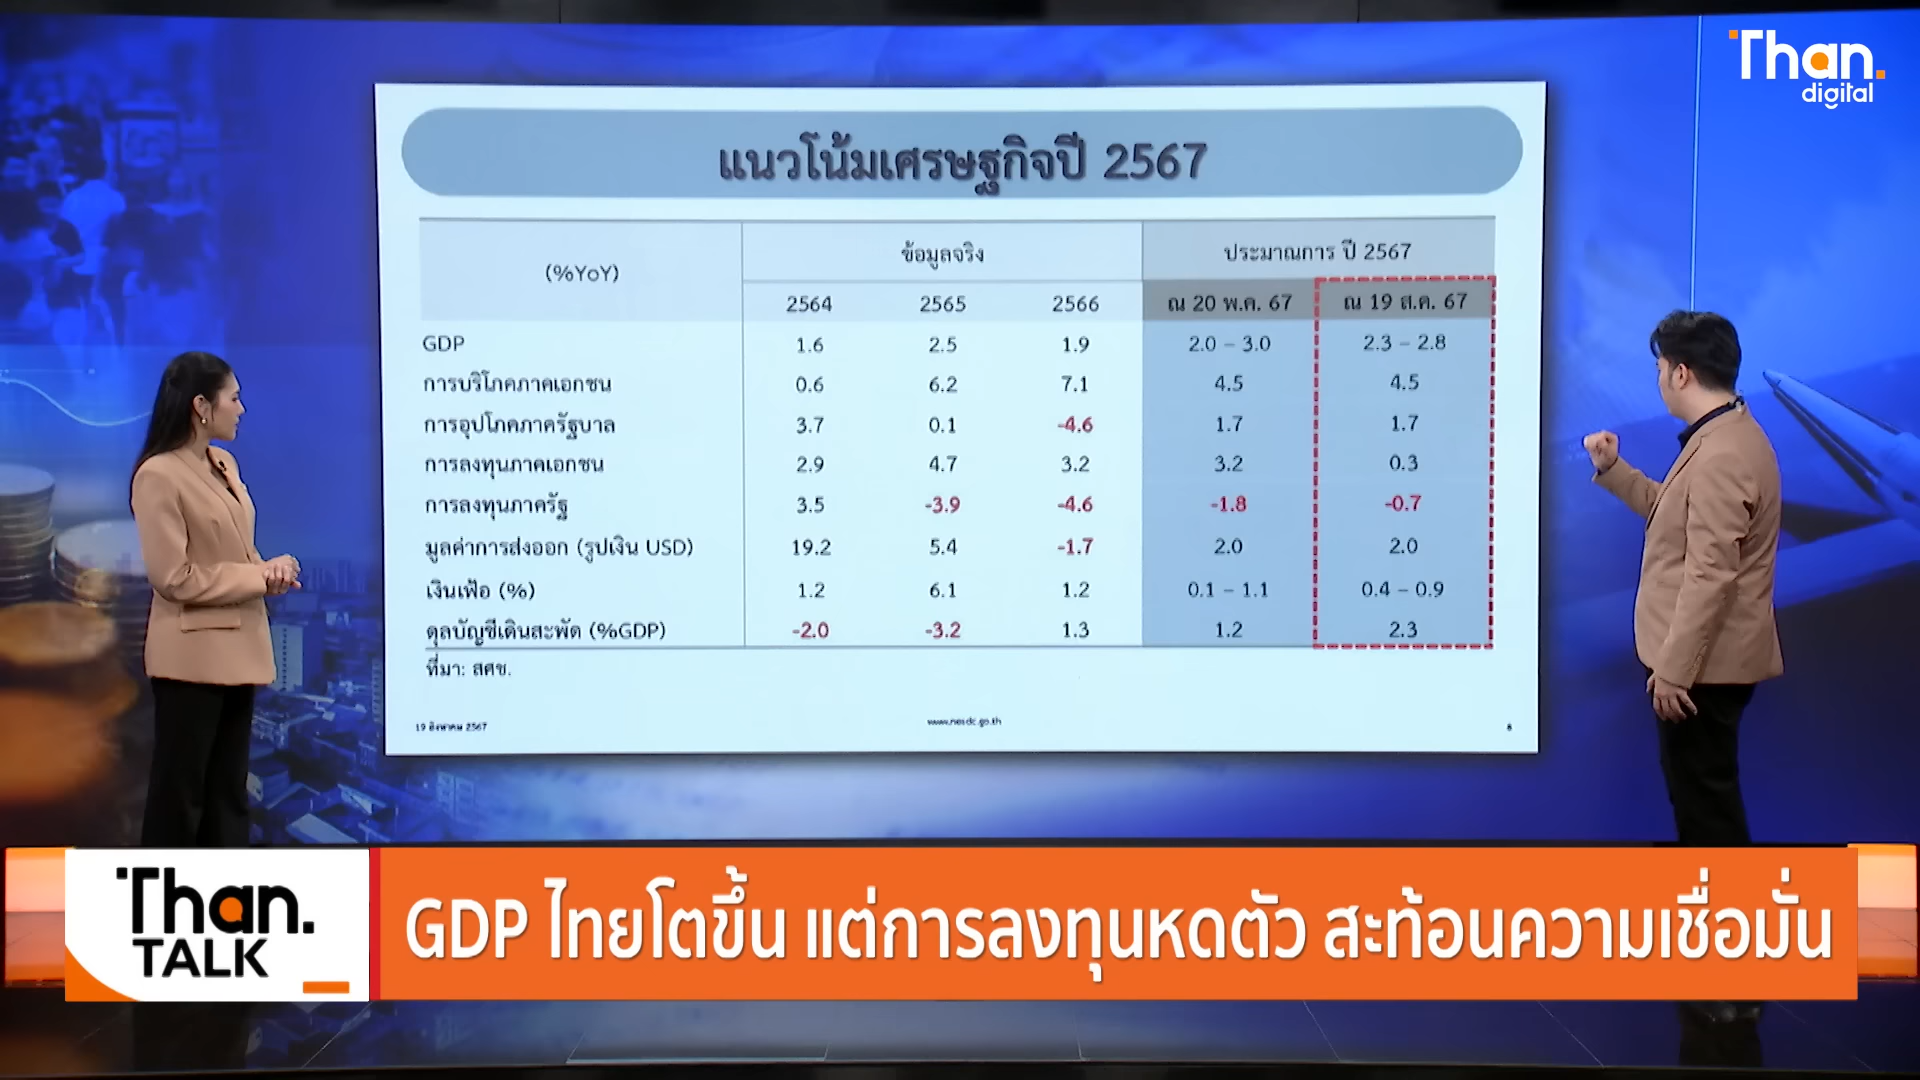 Than.
digital
แนวโน้มเศรษฐกิจปี 2567
(%YoY) ข้อมูลจริง ประมาณการ ปี 2567
2564 2565 2566 ณ 20 พ.ค. 67 ณ 19 ส.ค. 67
GDP 1.6 2.5 1.9 2.0 – 3.0 2.3 – 2.8
การบริโภคภาคเอกชน 0.6 6.2 7.1 4.5 4.5
การอุปโภคภาครัฐบาล 3.7 0.1 -4.6 1.7 1.7
การลงทุนภาคเอกชน 2.9 4.7 3.2 3.2 0.3
การลงทุนภาครัฐ 3.5 -3.9 -4.6 -1.8 -0.7
มูลค่าการส่งออก (รูปเงิน USD) 19.2 5.4 -1.7 2.0 2.0
เงินเฟ้อ (%) 1.2 6.1 1.2 0.1 – 1.1 0.4 – 0.9
ดุลบัญชีเดินสะพัด (%GDP) -2.0 -3.2 1.3 1.2 2.3
ที่มา: สศช.
19 สิงหาคม 2567 www.nesdc.go.th 6
Than.
TALK
GDP ไทยโตขึ้น แต่การลงทุนหดตัว สะท้อนความเชื่อมั่น